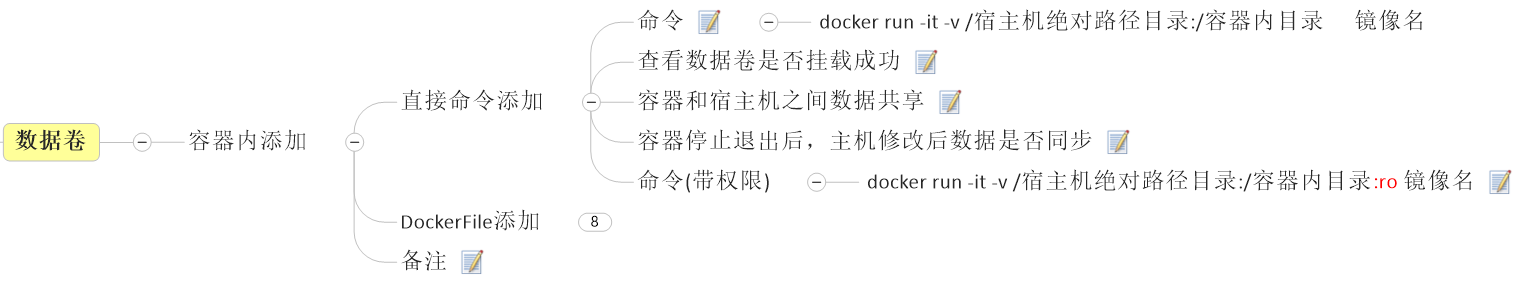 数据卷
容器内添加
直接命令添加
命令
docker run -it -v /宿主机绝对路径目录:/容器内目录 镜像名
查看数据卷是否挂载成功
容器和宿主机之间数据共享
容器停止退出后，主机修改后数据是否同步
命令(带权限)
docker run -it -v /宿主机绝对路径目录:/容器内目录:ro 镜像名
DockerFile添加
8
备注